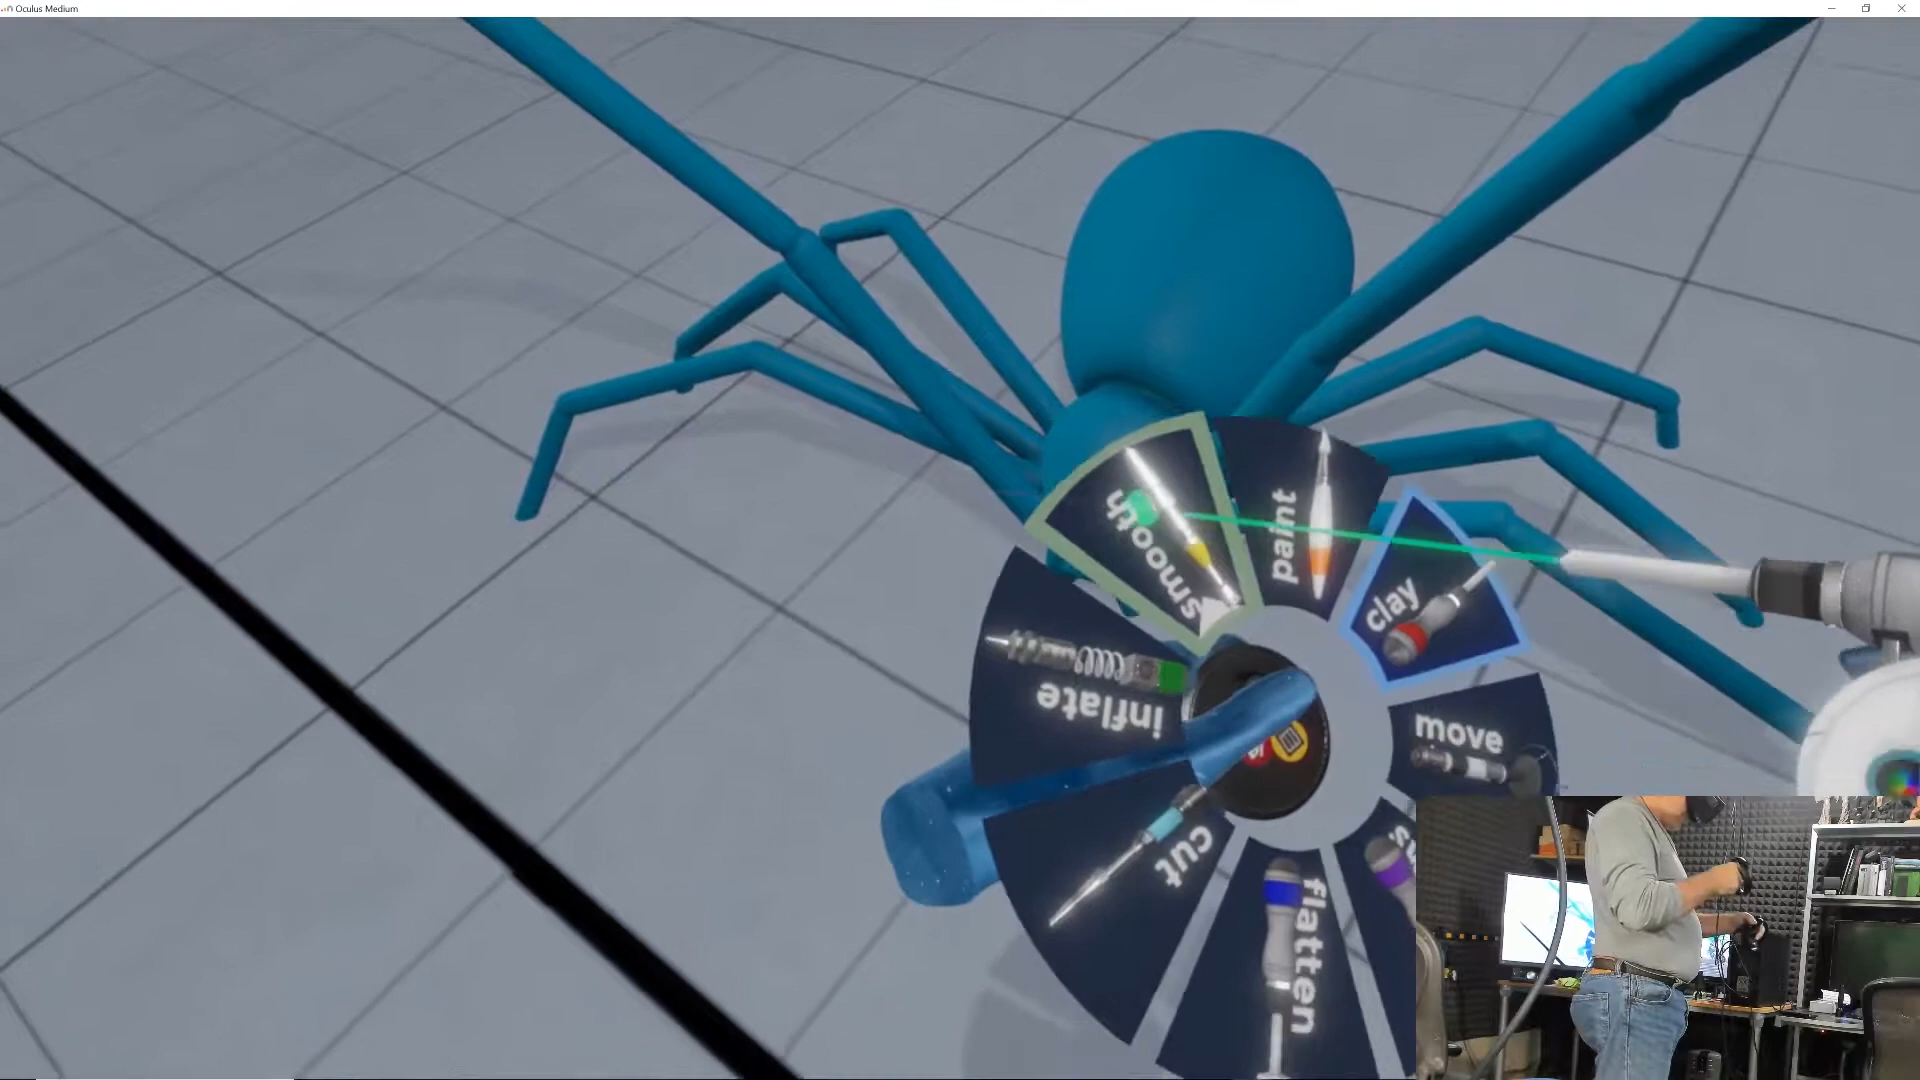 Oculus Medium
smooth
paint
clay
inflate
move
cut
flatten